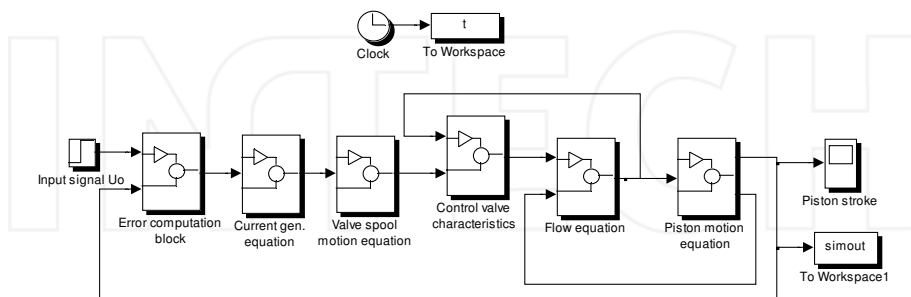 t
Clock
To Workspace
INTECH
Input signal Uo
Error computation
block
Current gen.
equation
Valve spool
motion equation
Control valve
characteristics
Flow equation
Piston motion
equation
Piston stroke
simout
To Workspace1